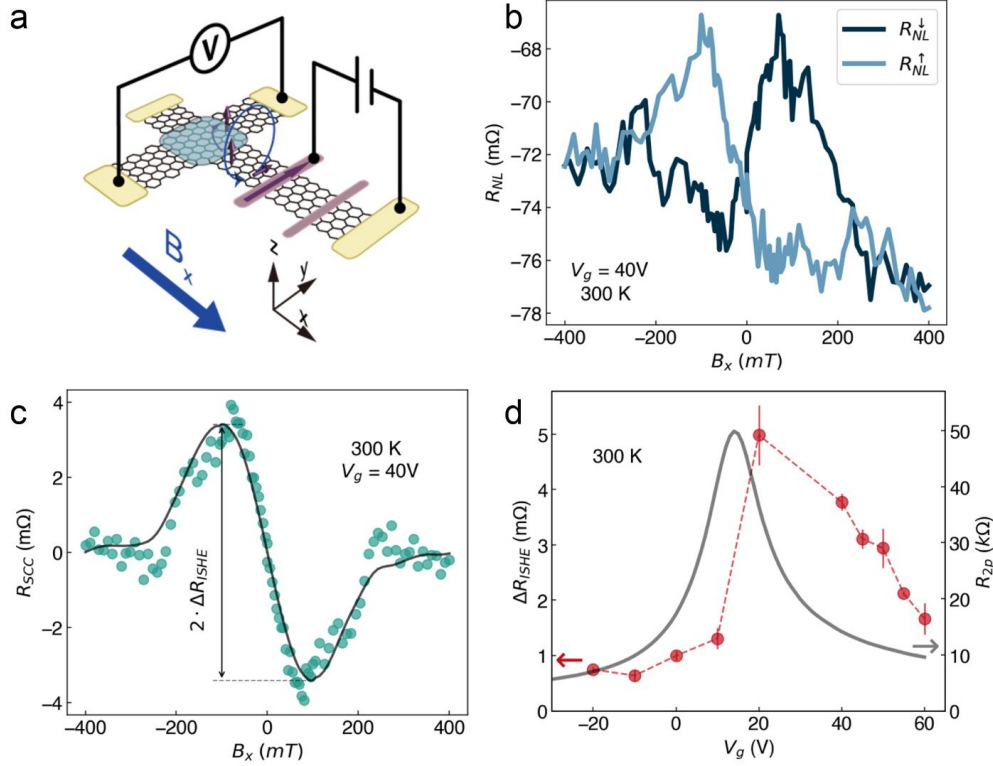 a
V
B
x
z
y
x
b
R↓NL
R↑NL
−68
−70
−72
−74
−76
−78
R_NL (mΩ)
V_g = 40V
300 K
−400
−200
0
200
400
B_x (mT)
c
4
2
0
−2
−4
R_SCC (mΩ)
300 K
V_g = 40V
2 · ΔR_ISHE
−400
−200
0
200
400
B_x (mT)
d
5
4
3
2
1
0
ΔR_ISHE (mΩ)
300 K
50
40
30
20
10
0
R_2p (kΩ)
−20
0
20
40
60
V_g (V)